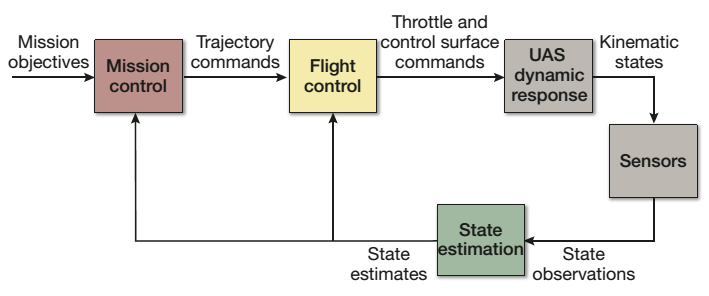 Mission
objectives
Mission
control
Trajectory
commands
Flight
control
Throttle and
control surface
commands
UAS
dynamic
response
Kinematic
states
Sensors
State
observations
State
estimation
State
estimates